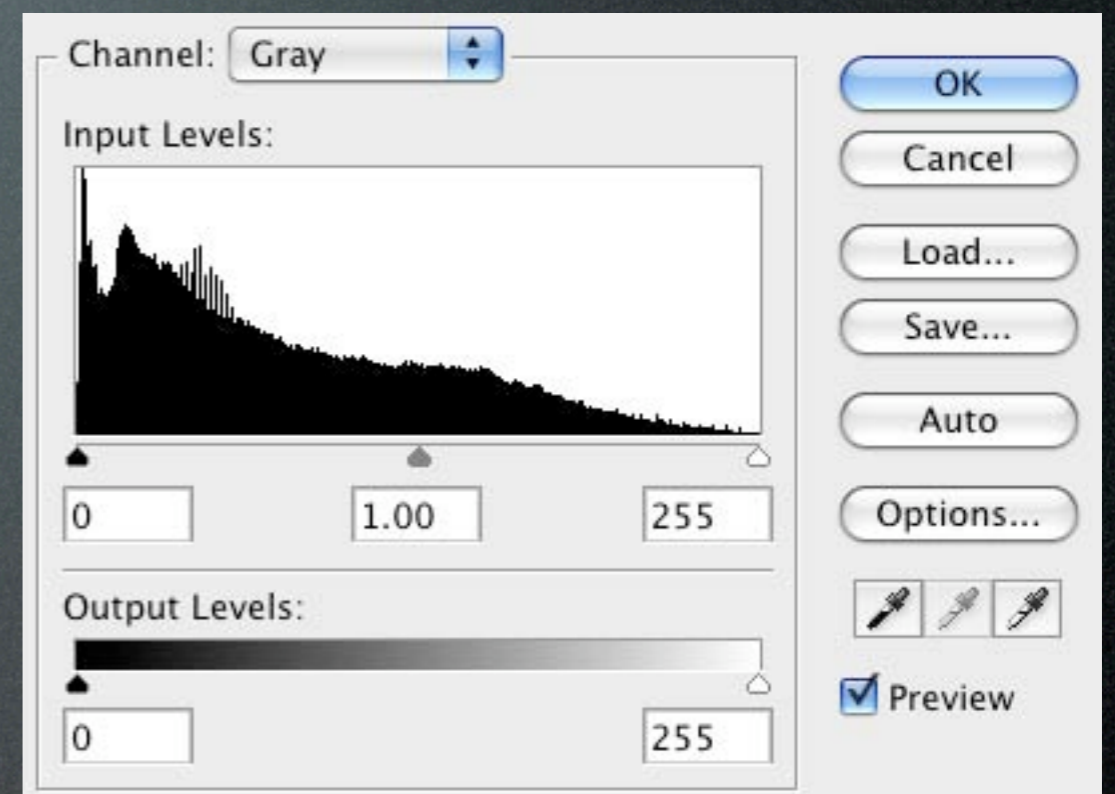 Channel: Gray
Input Levels:
0 1.00 255
Output Levels:
0 255
OK
Cancel
Load...
Save...
Auto
Options...
Preview